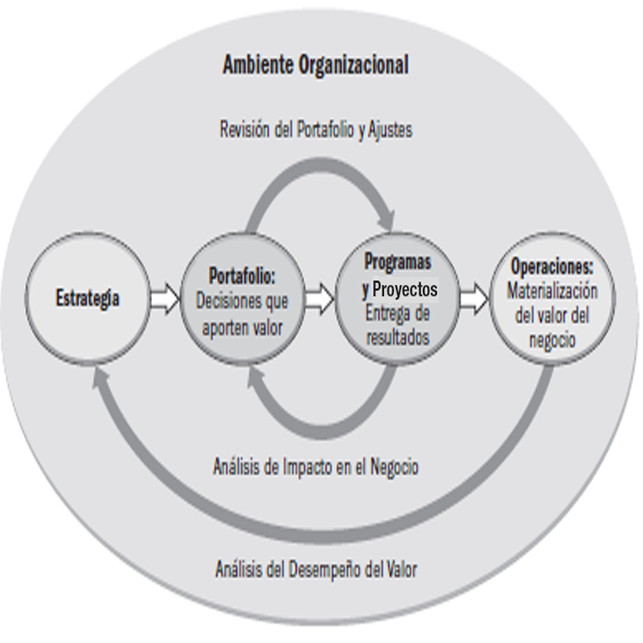 Ambiente Organizacional
Revisión del Portafolio y Ajustes
Estrategia
Portafolio:
Decisiones que
aporten valor
Programas
y Proyectos
Entrega de
resultados
Operaciones:
Materialización
del valor del
negocio
Análisis de Impacto en el Negocio
Análisis del Desempeño del Valor